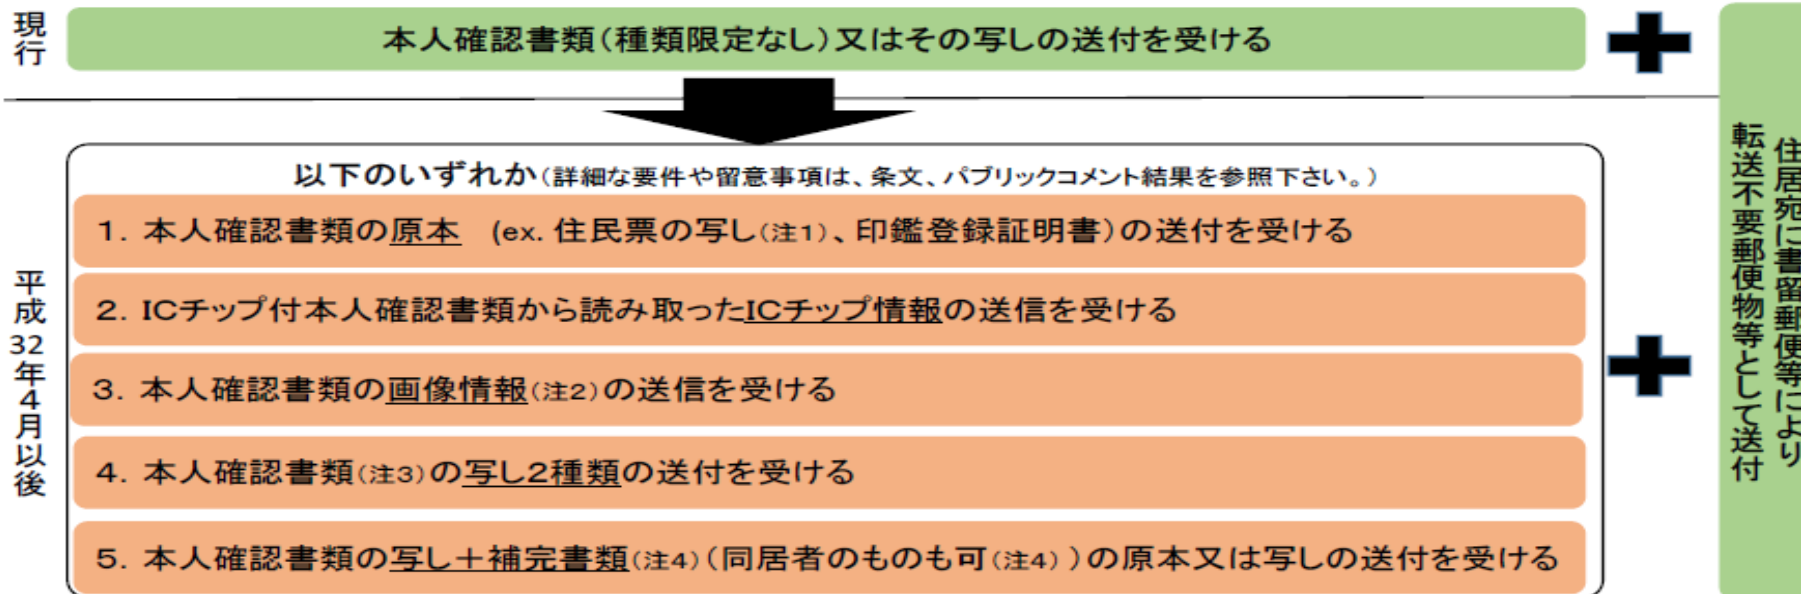 現行
本人確認書類（種類限定なし）又はその写しの送付を受ける
以下のいずれか（詳細な要件や留意事項は、条文、パブリックコメント結果を参照下さい。）
平成32年4月以後
1．本人確認書類の原本　(ex. 住民票の写し（注1）、印鑑登録証明書）の送付を受ける
2．ICチップ付本人確認書類から読み取ったICチップ情報の送信を受ける
3．本人確認書類の画像情報（注2）の送信を受ける
4．本人確認書類（注3）の写し2種類の送付を受ける
5．本人確認書類の写し＋補完書類（注4）（同居者のものも可（注4））の原本又は写しの送付を受ける
住居宛に書留郵便等により
転送不要郵便物等として送付